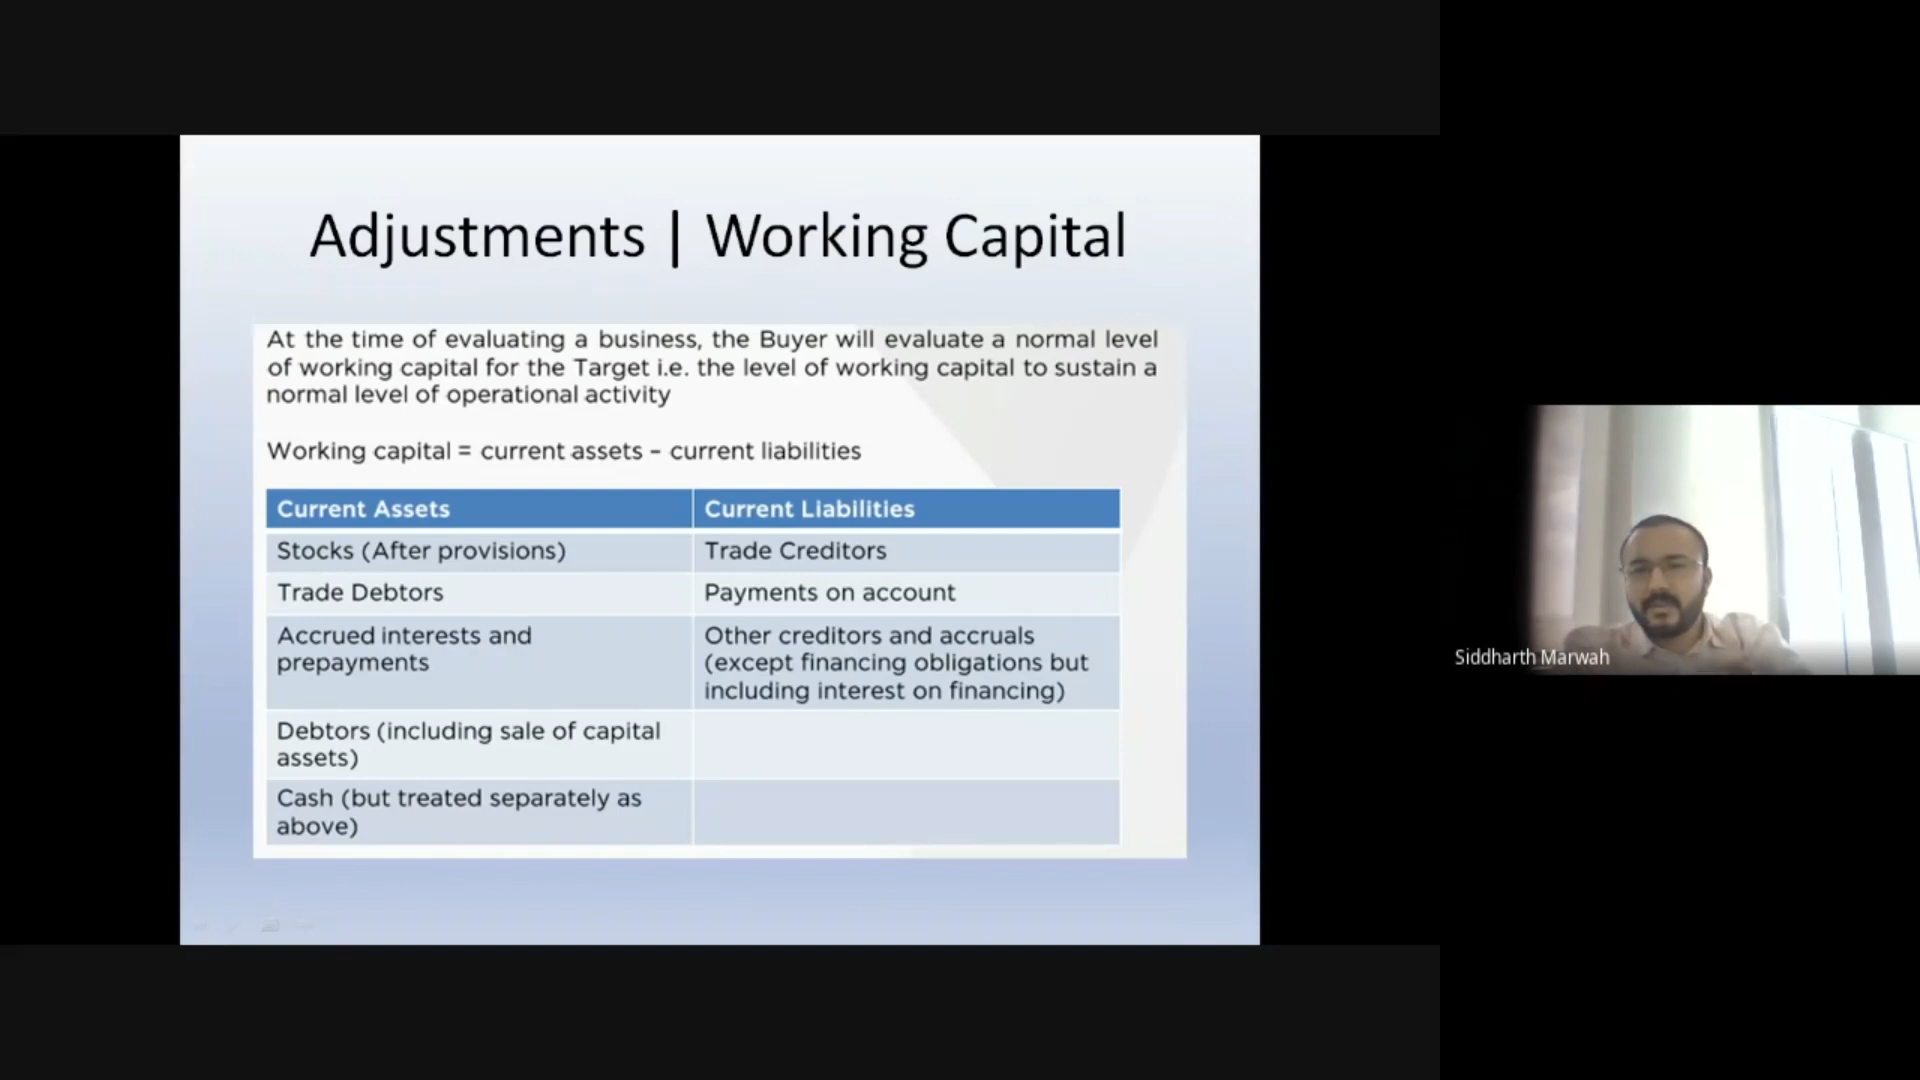 Adjustments | Working Capital
At the time of evaluating a business, the Buyer will evaluate a normal level
of working capital for the Target i.e. the level of working capital to sustain a
normal level of operational activity
Working capital = current assets – current liabilities
Current Assets
Current Liabilities
Stocks (After provisions)
Trade Creditors
Trade Debtors
Payments on account
Accrued interests and
prepayments
Other creditors and accruals
(except financing obligations but
including interest on financing)
Debtors (including sale of capital
assets)
Cash (but treated separately as
above)
Siddharth Marwah